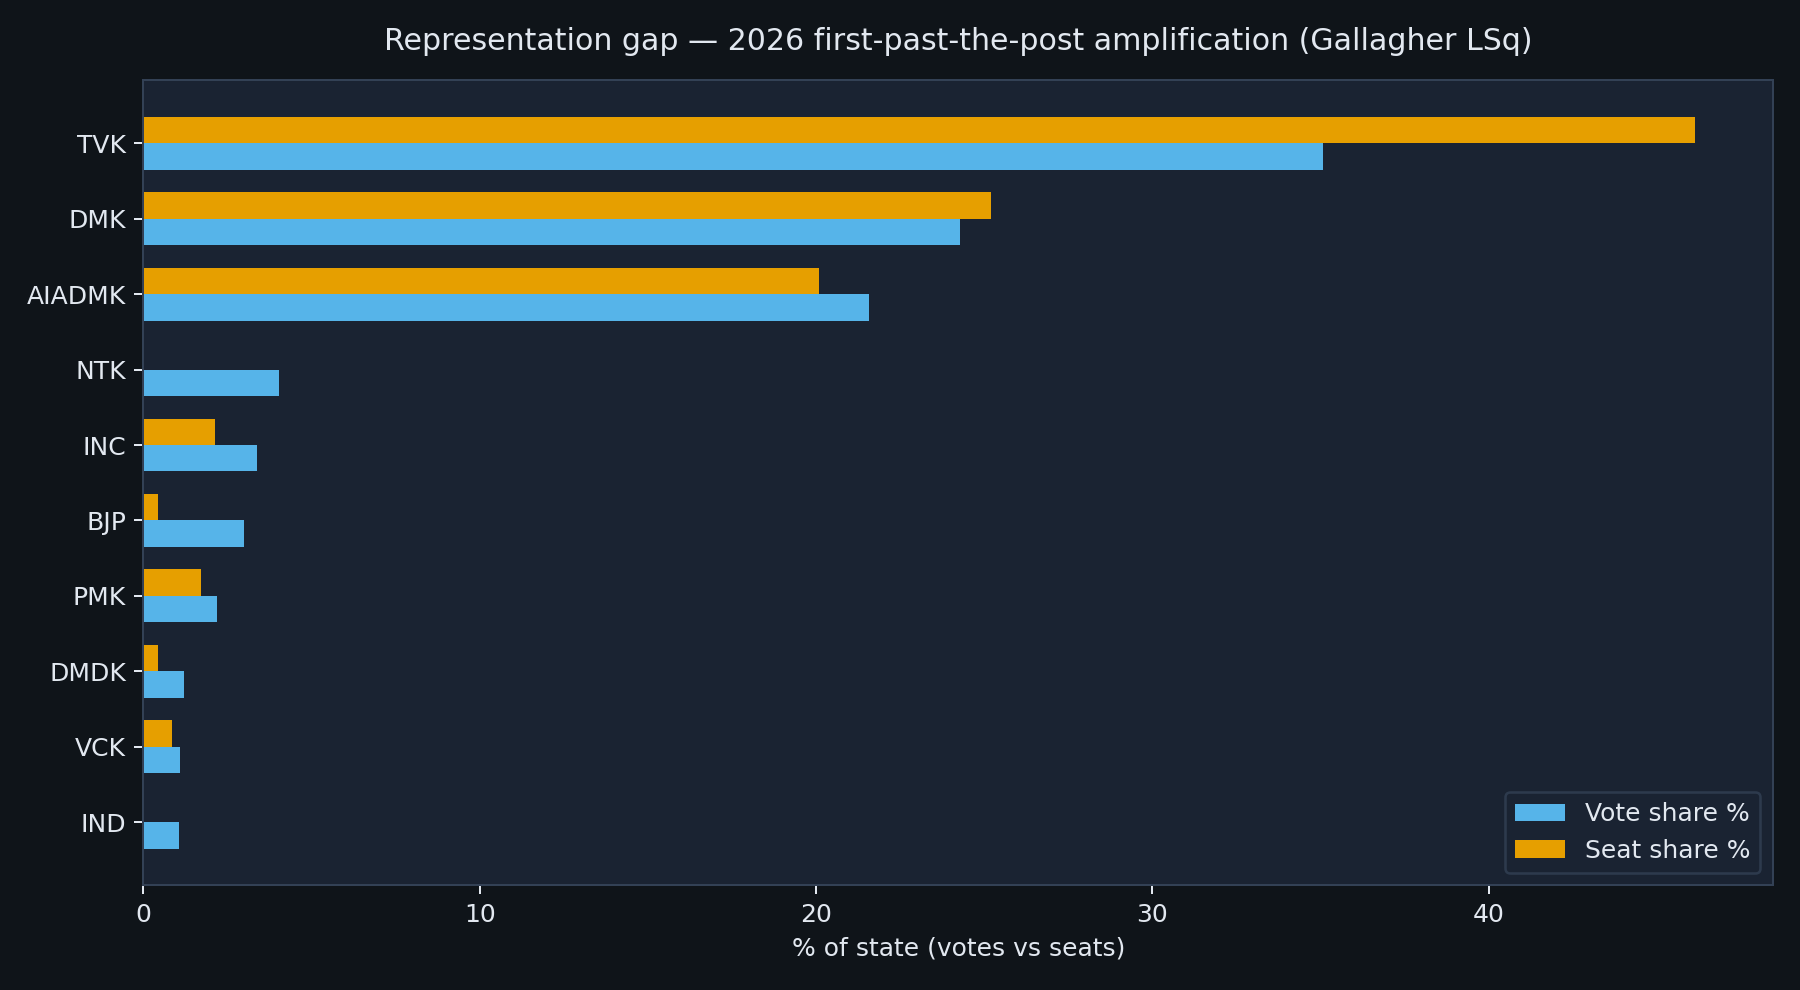 Representation gap — 2026 first-past-the-post amplification (Gallagher LSq)
TVK
DMK
AIADMK
NTK
INC
BJP
PMK
DMDK
VCK
IND
Vote share %
Seat share %
0 10 20 30 40
% of state (votes vs seats)